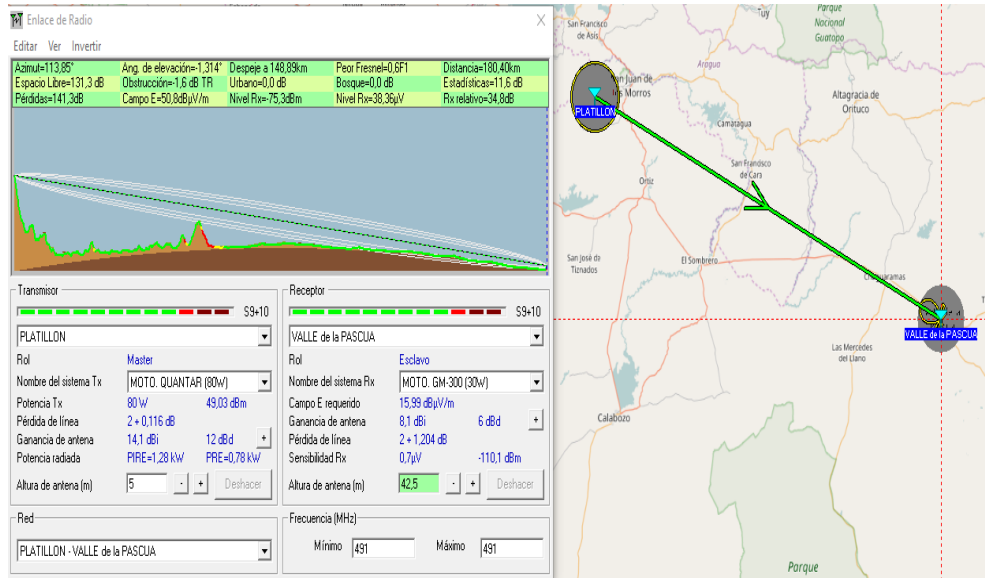 Enlace de Radio
Editar Ver Invertir
Azimut=113,85° Ang. de elevación=-1,314° Despeje a 148,89km Peor Fresnel=0,6F1 Distancia=180,40km
Espacio Libre=131,3 dB Obstrucción=-1,6 dB TR Urbano=0,0 dB Bosque=0,0 dB Estadísticas=11,6 dB
Pérdidas=141,3dB Campo E=50,8dBµV/m Nivel Rx=-75,3dBm Nivel Rx=38,36µV Rx relativo=34,8dB
Transmisor
S9+10
PLATILLON
Rol Master
Nombre del sistema Tx MOTO. QUANTAR (80W)
Potencia Tx 80 W 49,03 dBm
Pérdida de línea 2 + 0,116 dB
Ganancia de antena 14,1 dBi 12 dBd +
Potencia radiada PIRE=1,28 kW PRE=0,78 kW
Altura de antena (m) 5 - + Deshacer
Red
PLATILLON - VALLE de la PASCUA
Receptor
S9+10
VALLE de la PASCUA
Rol Esclavo
Nombre del sistema Rx MOTO. GM-300 (30W)
Campo E requerido 15,99 dBµV/m
Ganancia de antena 8,1 dBi 6 dBd +
Pérdida de línea 2 + 1,204 dB
Sensibilidad Rx 0,7µV -110,1 dBm
Altura de antena (m) 42,5 - + Deshacer
Frecuencia (MHz)
Mínimo 491 Máximo 491
San Francisco
de Asís
Tuy
Parque
Nacional
Guatopo
Aragua
San Juan de
los Morros
PLATILLON
Altagracia de
Orituco
Camatagua
San Francisco
de Cara
Ortiz
San José de
Tiznados
El Sombrero
Chaguaramas
VALLE de la PASCUA
Las Mercedes
del Llano
Calabozo
Parque